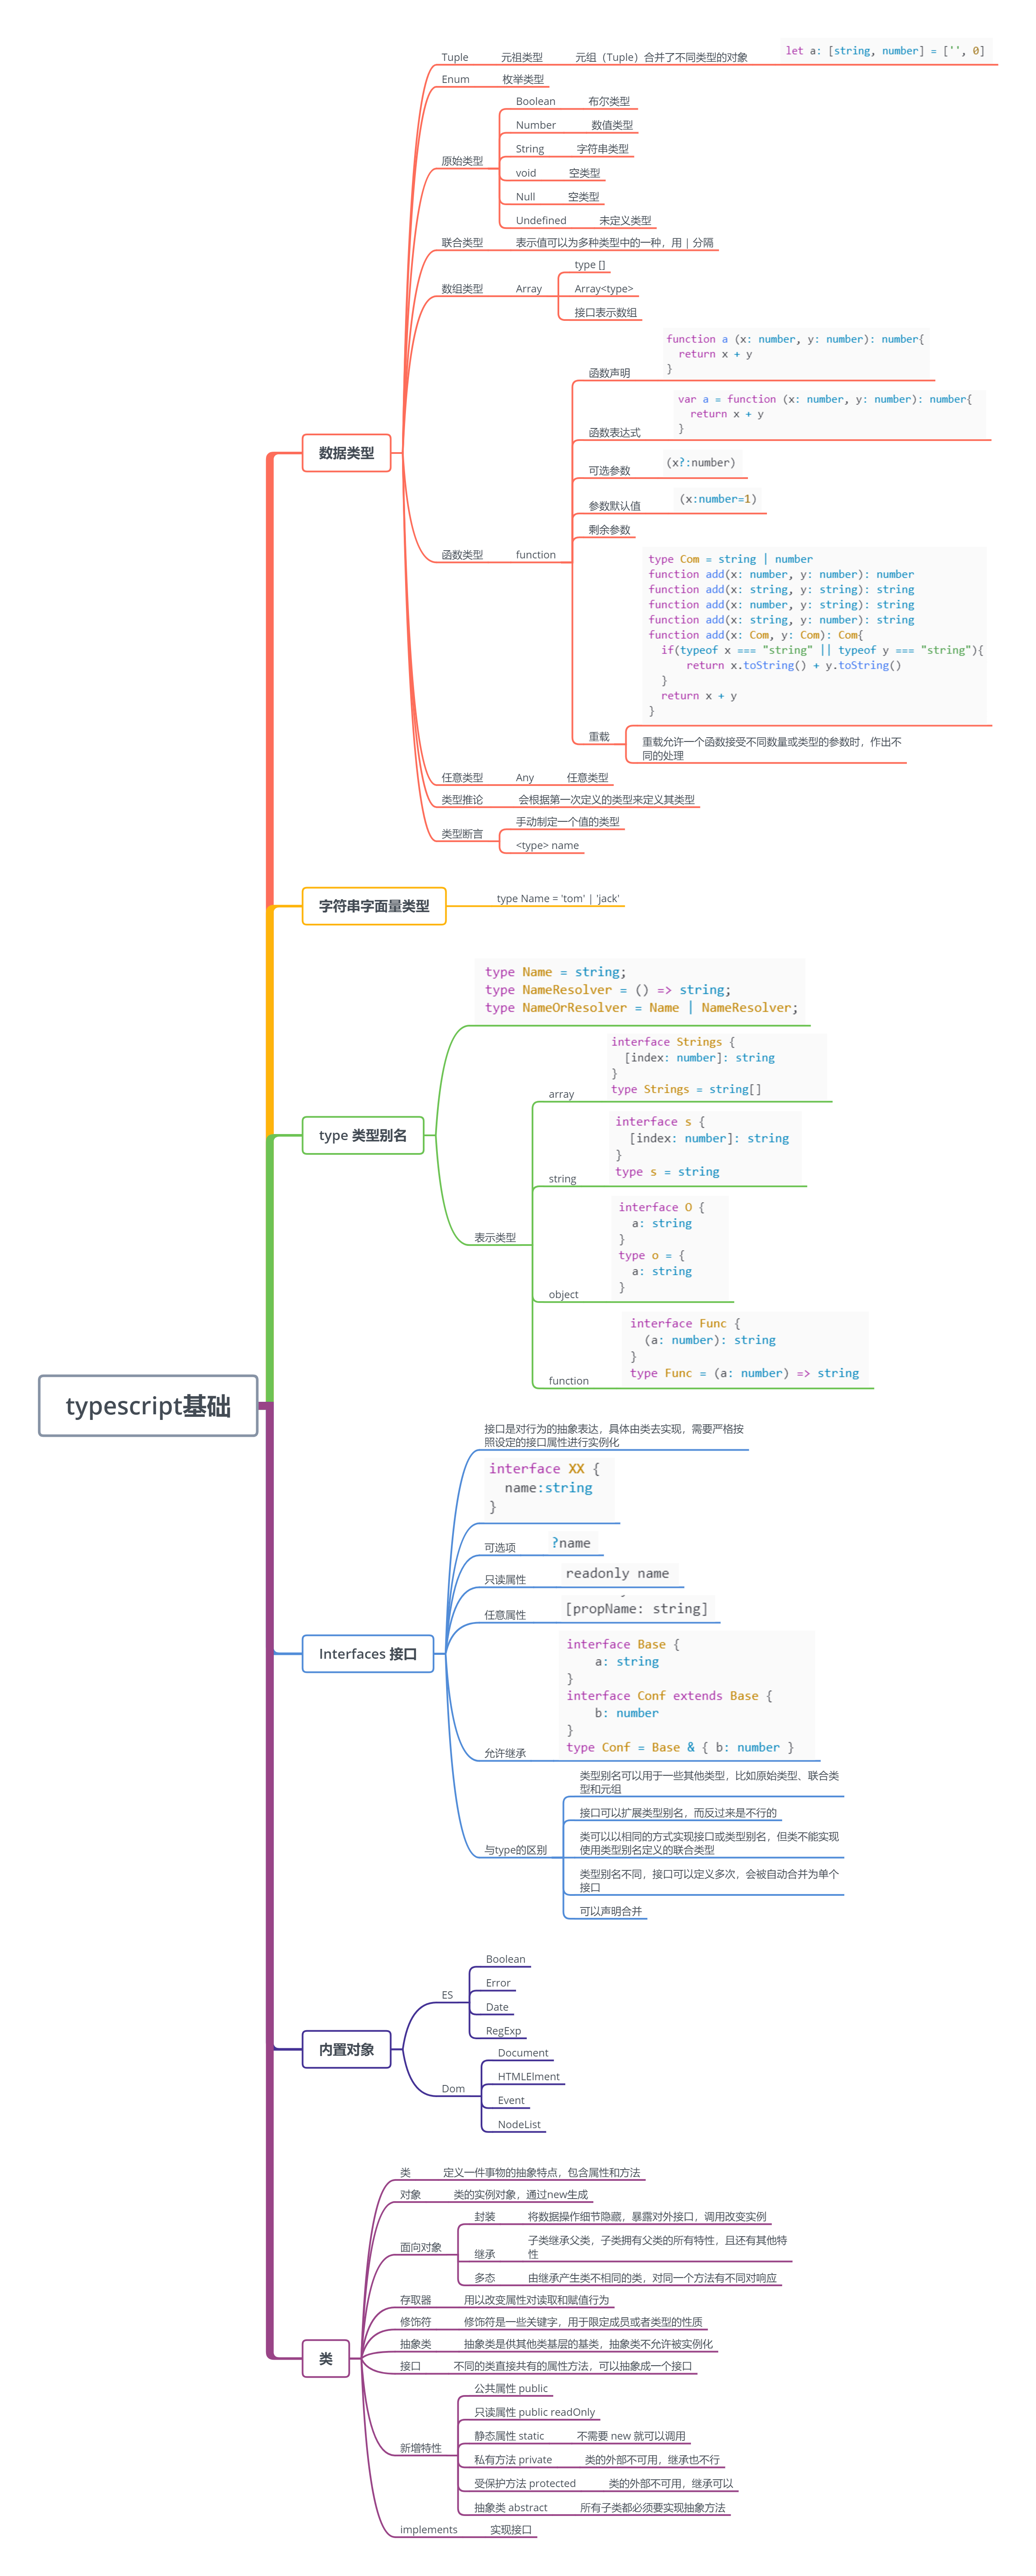 typescript基础
数据类型
Tuple 元祖类型 元组（Tuple）合并了不同类型的对象 let a: [string, number] = ['', 0]
Enum 枚举类型
原始类型
Boolean 布尔类型
Number 数值类型
String 字符串类型
void 空类型
Null 空类型
Undefined 未定义类型
联合类型 表示值可以为多种类型中的一种，用 | 分隔
数组类型 Array
type []
Array<type>
接口表示数组
函数类型 function
函数声明
function a (x: number, y: number): number{
return x + y
}
函数表达式
var a = function (x: number, y: number): number{
return x + y
}
可选参数 (x?:number)
参数默认值 (x:number=1)
剩余参数
重载
type Com = string | number
function add(x: number, y: number): number
function add(x: string, y: string): string
function add(x: number, y: string): string
function add(x: string, y: number): string
function add(x: Com, y: Com): Com{
if(typeof x === "string" || typeof y === "string"){
return x.toString() + y.toString()
}
return x + y
}
重载允许一个函数接受不同数量或类型的参数时，作出不
同的处理
任意类型 Any 任意类型
类型推论 会根据第一次定义的类型来定义其类型
类型断言
手动制定一个值的类型
<type> name
字符串字面量类型 type Name = 'tom' | 'jack'
type 类型别名
type Name = string;
type NameResolver = () => string;
type NameOrResolver = Name | NameResolver;
表示类型
array
interface Strings {
[index: number]: string
}
type Strings = string[]
string
interface s {
[index: number]: string
}
type s = string
object
interface O {
a: string
}
type o = {
a: string
}
function
interface Func {
(a: number): string
}
type Func = (a: number) => string
Interfaces 接口
接口是对行为的抽象表达，具体由类去实现，需要严格按
照设定的接口属性进行实例化
interface XX {
name:string
}
可选项 ?name
只读属性 readonly name
任意属性 [propName: string]
允许继承
interface Base {
a: string
}
interface Conf extends Base {
b: number
}
type Conf = Base & { b: number }
与type的区别
类型别名可以用于一些其他类型，比如原始类型、联合类
型和元组
接口可以扩展类型别名，而反过来是不行的
类可以以相同的方式实现接口或类型别名，但类不能实现
使用类型别名定义的联合类型
类型别名不同，接口可以定义多次，会被自动合并为单个
接口
可以声明合并
内置对象
ES
Boolean
Error
Date
RegExp
Dom
Document
HTMLElment
Event
NodeList
类
类 定义一件事物的抽象特点，包含属性和方法
对象 类的实例对象，通过new生成
面向对象
封装 将数据操作细节隐藏，暴露对外接口，调用改变实例
继承 子类继承父类，子类拥有父类的所有特性，且还有其他特
性
多态 由继承产生类不相同的类，对同一个方法有不同对响应
存取器 用以改变属性对读取和赋值行为
修饰符 修饰符是一些关键字，用于限定成员或者类型的性质
抽象类 抽象类是供其他类基层的基类，抽象类不允许被实例化
接口 不同的类直接共有的属性方法，可以抽象成一个接口
新增特性
公共属性 public
只读属性 public readOnly
静态属性 static 不需要 new 就可以调用
私有方法 private 类的外部不可用，继承也不行
受保护方法 protected 类的外部不可用，继承可以
抽象类 abstract 所有子类都必须要实现抽象方法
implements 实现接口